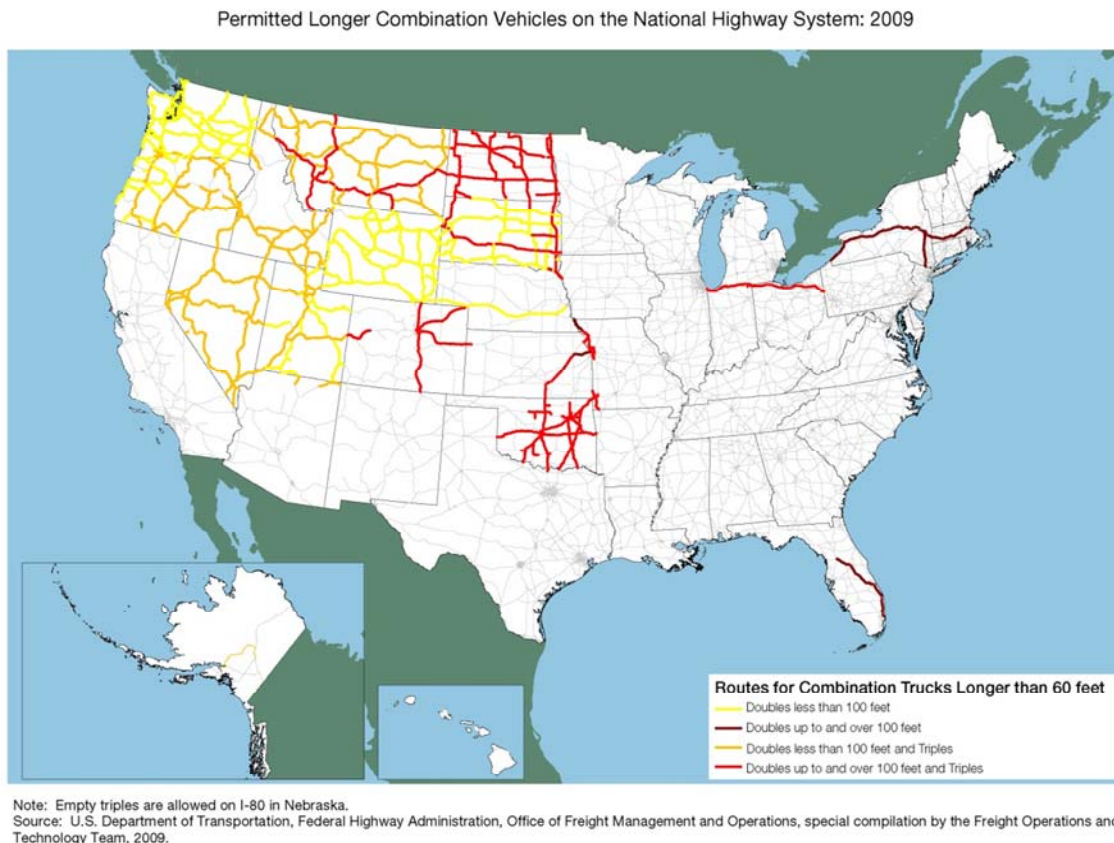 Permitted Longer Combination Vehicles on the National Highway System: 2009
Routes for Combination Trucks Longer than 60 feet
Doubles less than 100 feet
Doubles up to and over 100 feet
Doubles less than 100 feet and Triples
Doubles up to and over 100 feet and Triples
Note: Empty triples are allowed on I-80 in Nebraska.
Source: U.S. Department of Transportation, Federal Highway Administration, Office of Freight Management and Operations, special compilation by the Freight Operations and
Technology Team, 2009.